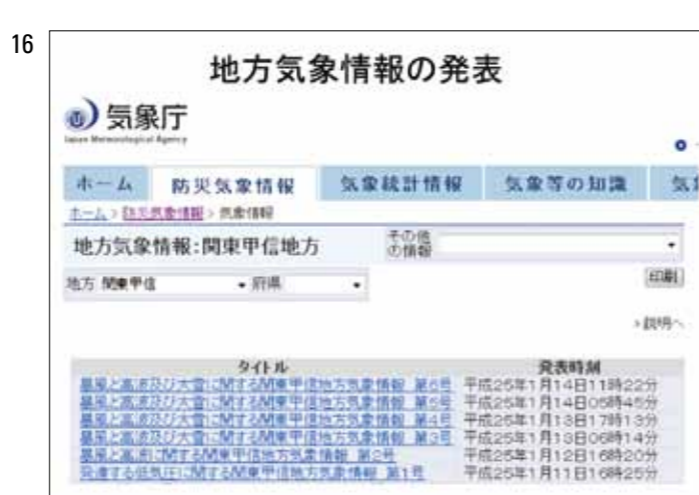 16
地方気象情報の発表
気象庁
Japan Meteorological Agency
ホーム 防災気象情報 気象統計情報 気象等の知識
ホーム > 防災気象情報 > 気象情報
地方気象情報:関東甲信地方 その他の情報
地方 関東甲信 府県 印刷
>説明へ
タイトル 発表時刻
暴風と高波及び大雪に関する関東甲信地方気象情報 第6号 平成25年1月14日11時22分
暴風と高波及び大雪に関する関東甲信地方気象情報 第5号 平成25年1月14日05時45分
暴風と高波及び大雪に関する関東甲信地方気象情報 第4号 平成25年1月13日17時13分
暴風と高波及び大雪に関する関東甲信地方気象情報 第3号 平成25年1月13日06時14分
暴風と高波に関する関東甲信地方気象情報 第2号 平成25年1月12日16時20分
発達する低気圧に関する関東甲信地方気象情報 第1号 平成25年1月11日16時25分